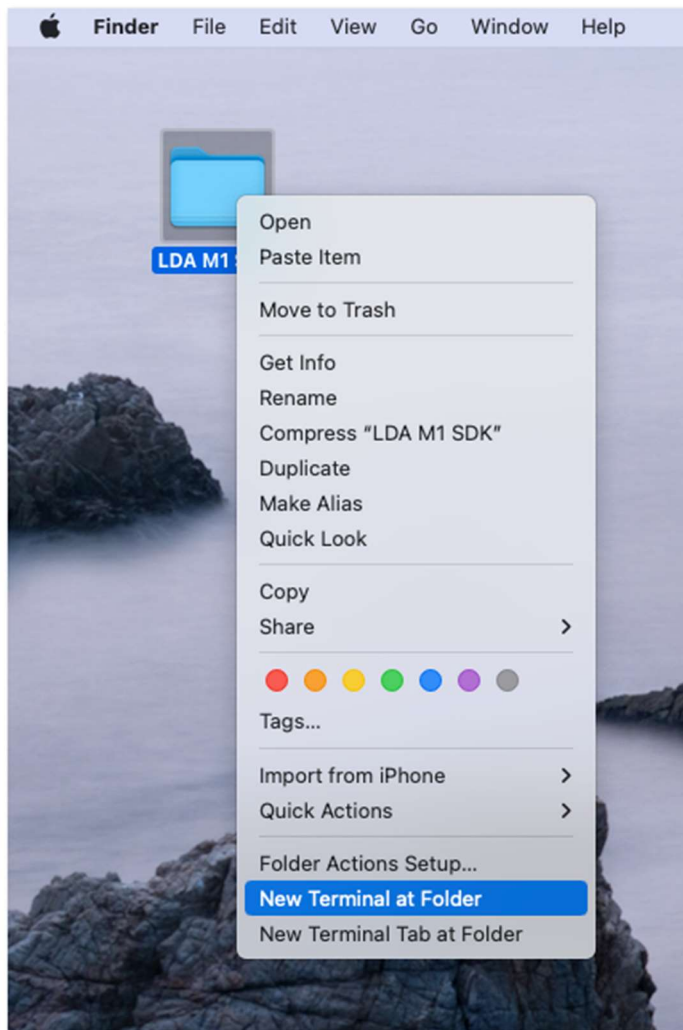 Finder File Edit View Go Window Help
LDA M1
Open
Paste Item
Move to Trash
Get Info
Rename
Compress “LDA M1 SDK”
Duplicate
Make Alias
Quick Look
Copy
Share
Tags...
Import from iPhone
Quick Actions
Folder Actions Setup...
New Terminal at Folder
New Terminal Tab at Folder